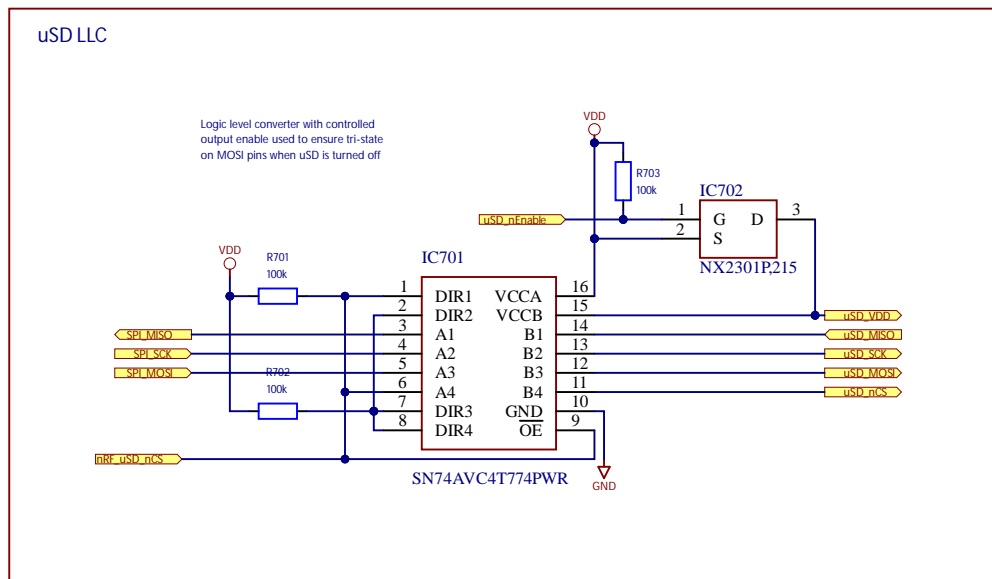 uSD LLC
Logic level converter with controlled
output enable used to ensure tri-state
on MOSI pins when uSD is turned off
VDD
R703
100k
IC702
uSD_nEnable
1
G
D
3
2
S
NX2301P,215
VDD
R701
100k
IC701
1
DIR1
VCCA
16
2
DIR2
VCCB
15
uSD_VDD
SPI_MISO
3
A1
B1
14
uSD_MISO
SPI_SCK
4
A2
B2
13
uSD_SCK
SPI_MOSI
5
A3
B3
12
uSD_MOSI
R702
100k
6
A4
B4
11
uSD_nCS
7
DIR3
GND
10
8
DIR4
OE
9
nRF_uSD_nCS
SN74AVC4T774PWR
GND